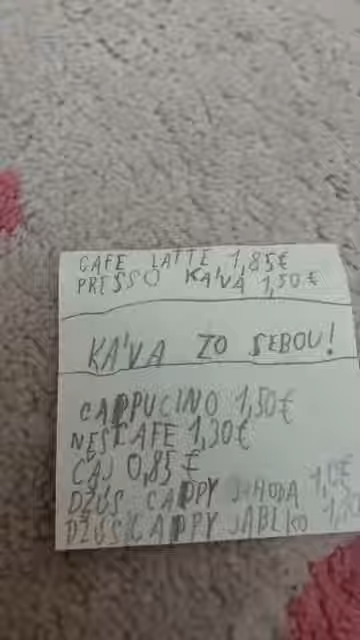 CAFE LATTE 1,85€
PRESSO KÁVA 1,50€
KÁVA ZO SEBOU!
CAPPUCINO 1,50€
NESCAFE 1,30€
ČAJ 0,85€
DŽÚS CAPPY JAHODA
DŽÚS CAPPY JABLKO